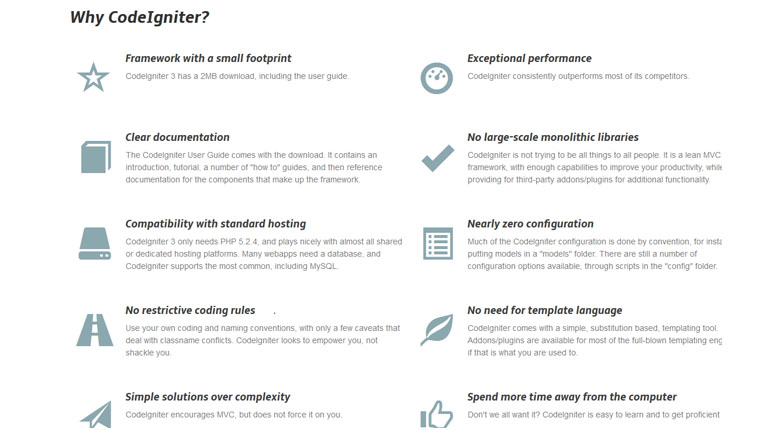 Why CodeIgniter?
Framework with a small footprint
CodeIgniter 3 has a 2MB download, including the user guide.
Exceptional performance
CodeIgniter consistently outperforms most of its competitors.
Clear documentation
The CodeIgniter User Guide comes with the download. It contains an
introduction, tutorial, a number of "how to" guides, and then reference
documentation for the components that make up the framework.
No large-scale monolithic libraries
CodeIgniter is not trying to be all things to all people. It is a lean MVC
framework, with enough capabilities to improve your productivity, while
providing for third-party addons/plugins for additional functionality.
Compatibility with standard hosting
CodeIgniter 3 only needs PHP 5.2.4, and plays nicely with almost all shared
or dedicated hosting platforms. Many webapps need a database, and
CodeIgniter supports the most common, including MySQL.
Nearly zero configuration
Much of the CodeIgniter configuration is done by convention, for insta
putting models in a "models" folder. There are still a number of
configuration options available, through scripts in the "config" folder.
No restrictive coding rules .
Use your own coding and naming conventions, with only a few caveats that
deal with classname conflicts. CodeIgniter looks to empower you, not
shackle you.
No need for template language
CodeIgniter comes with a simple, substitution based, templating tool.
Addons/plugins are available for most of the full-blown templating eng
if that is what you are used to.
Simple solutions over complexity
CodeIgniter encourages MVC, but does not force it on you.
Spend more time away from the computer
Don't we all want it? CodeIgniter is easy to learn and to get proficient